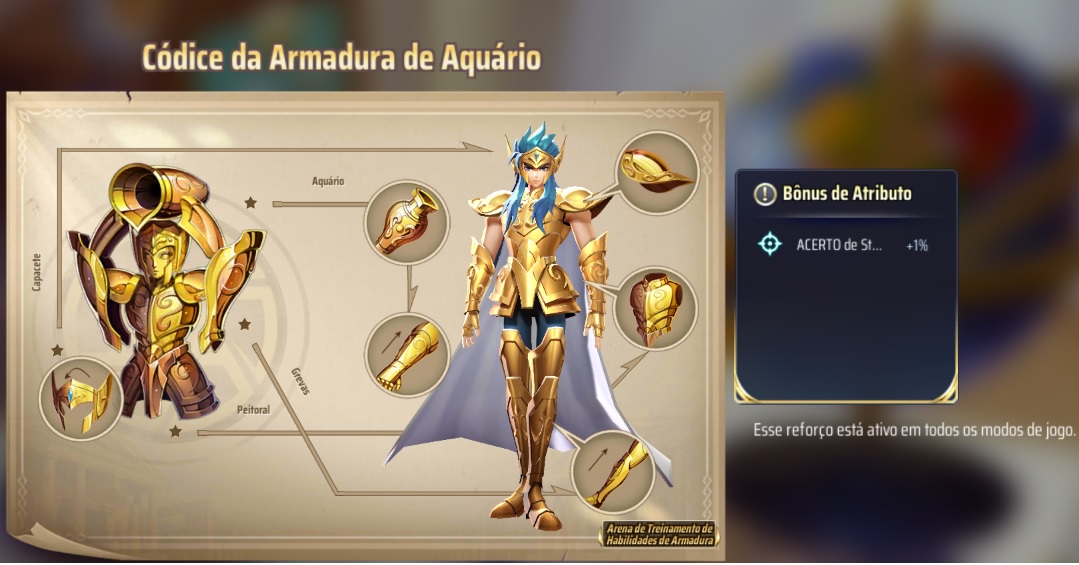 Códice da Armadura de Aquário
Aquário
Capacete
Grevas
Peitoral
Arena de Treinamento de
Habilidades de Armadura
Bônus de Atributo
ACERTO de St... +1%
Esse reforço está ativo em todos os modos de jogo.